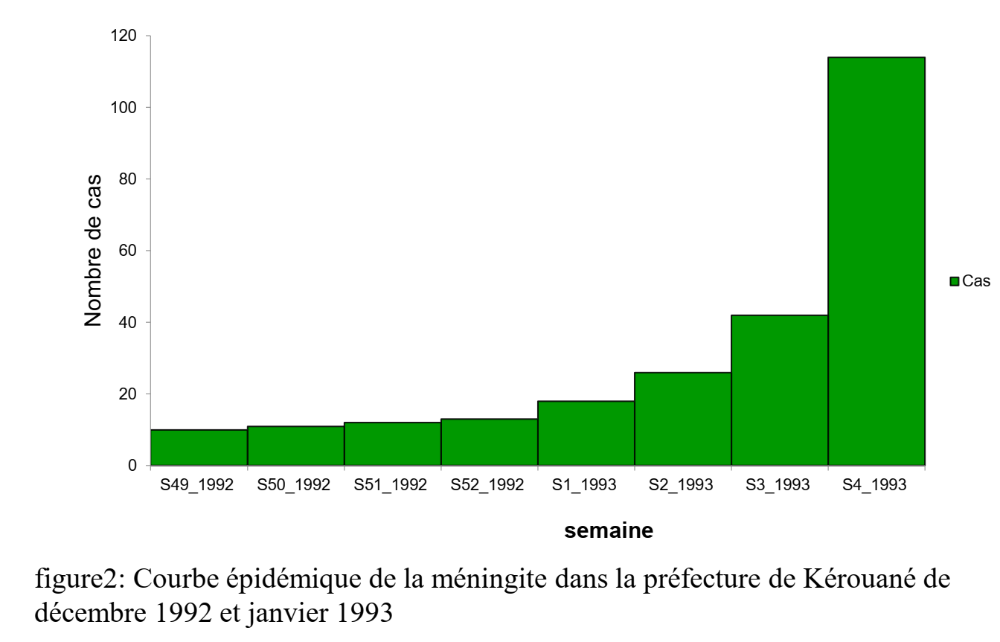 120
100
80
60
40
20
0
Nombre de cas
S49_1992 S50_1992 S51_1992 S52_1992 S1_1993 S2_1993 S3_1993 S4_1993
semaine
Cas
figure2: Courbe épidémique de la méningite dans la préfecture de Kérouané de
décembre 1992 et janvier 1993